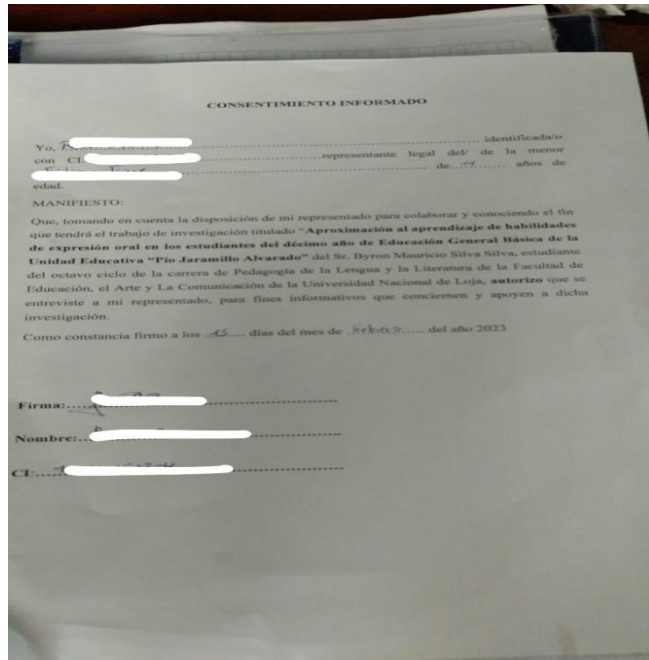 CONSENTIMIENTO INFORMADO
Yo, ........ identificada/o
con CI. ........ representante legal del/ de la menor
........ de ..14... años de
edad.
MANIFIESTO:
Que, tomando en cuenta la disposición de mi representado para colaborar y conociendo el fin
que tendrá el trabajo de investigación titulado "Aproximación al aprendizaje de habilidades
de expresión oral en los estudiantes del décimo año de Educación General Básica de la
Unidad Educativa "Pío Jaramillo Alvarado" del Sr. Byron Mauricio Silva Silva, estudiante
del octavo ciclo de la carrera de Pedagogía de la Lengua y la Literatura de la Facultad de
Educación, el Arte y La Comunicación de la Universidad Nacional de Loja, autorizo que se
entreviste a mi representado, para fines informativos que conciernen y apoyen a dicha
investigación.
Como constancia firmo a los ..15.... días del mes de ..febrero..... del año 2023
Firma:........
Nombre:........
CI:........